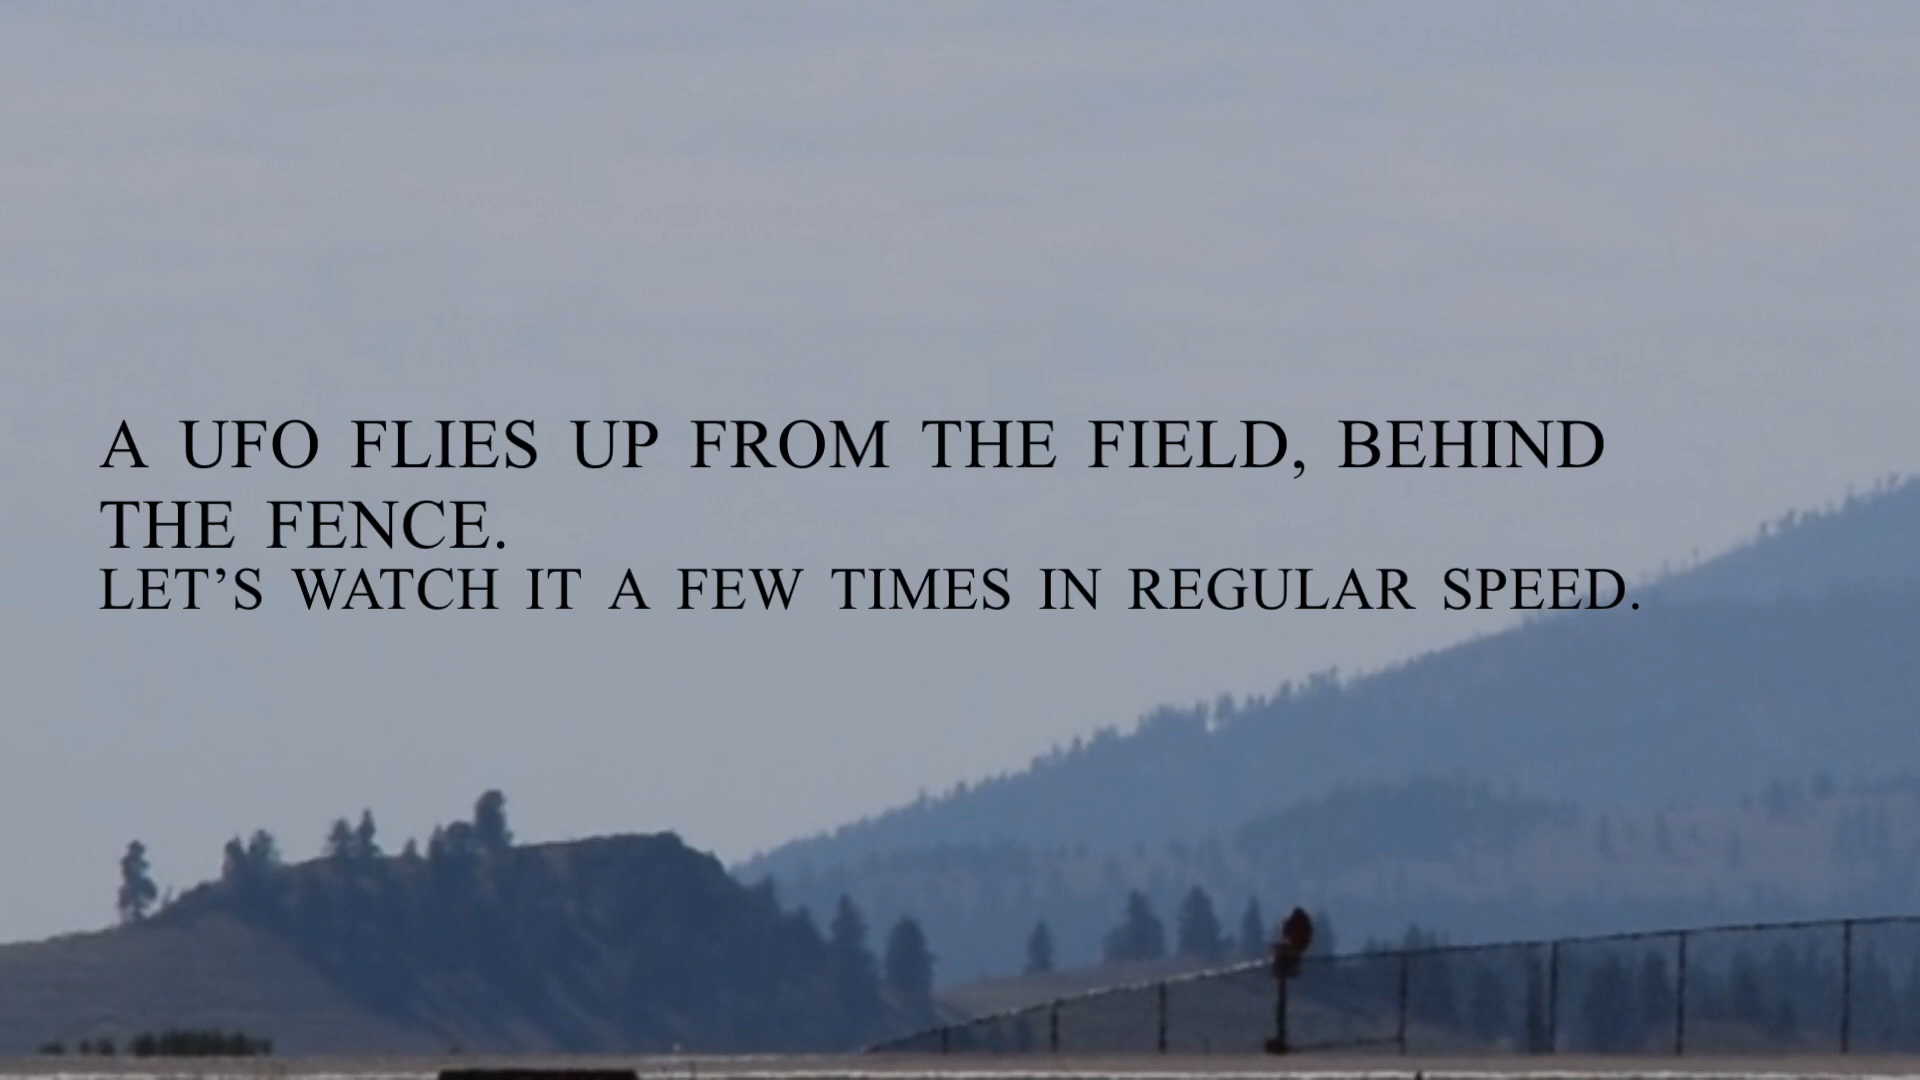 A UFO FLIES UP FROM THE FIELD, BEHIND
THE FENCE.
LET’S WATCH IT A FEW TIMES IN REGULAR SPEED.